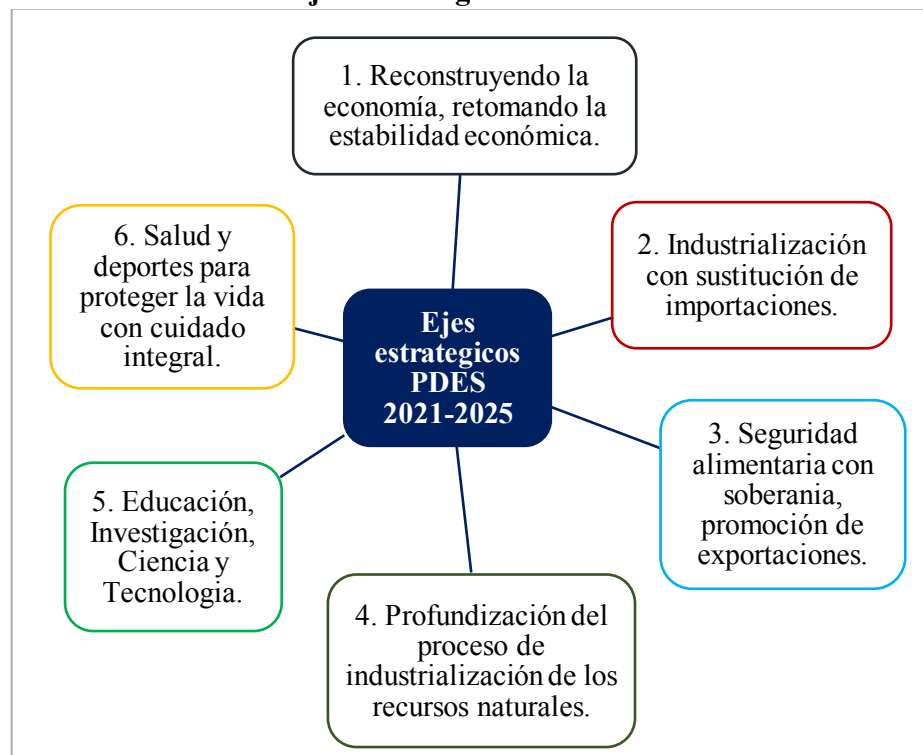 1. Reconstruyendo la
economía, retomando la
estabilidad económica.
2. Industrialización
con sustitución de
importaciones.
3. Seguridad
alimentaria con
soberania,
promoción de
exportaciones.
4. Profundización del
proceso de
industrialización de los
recursos naturales.
5. Educación,
Investigación,
Ciencia y
Tecnologia.
6. Salud y
deportes para
proteger la vida
con cuidado
integral.
Ejes
estrategicos
PDES
2021-2025